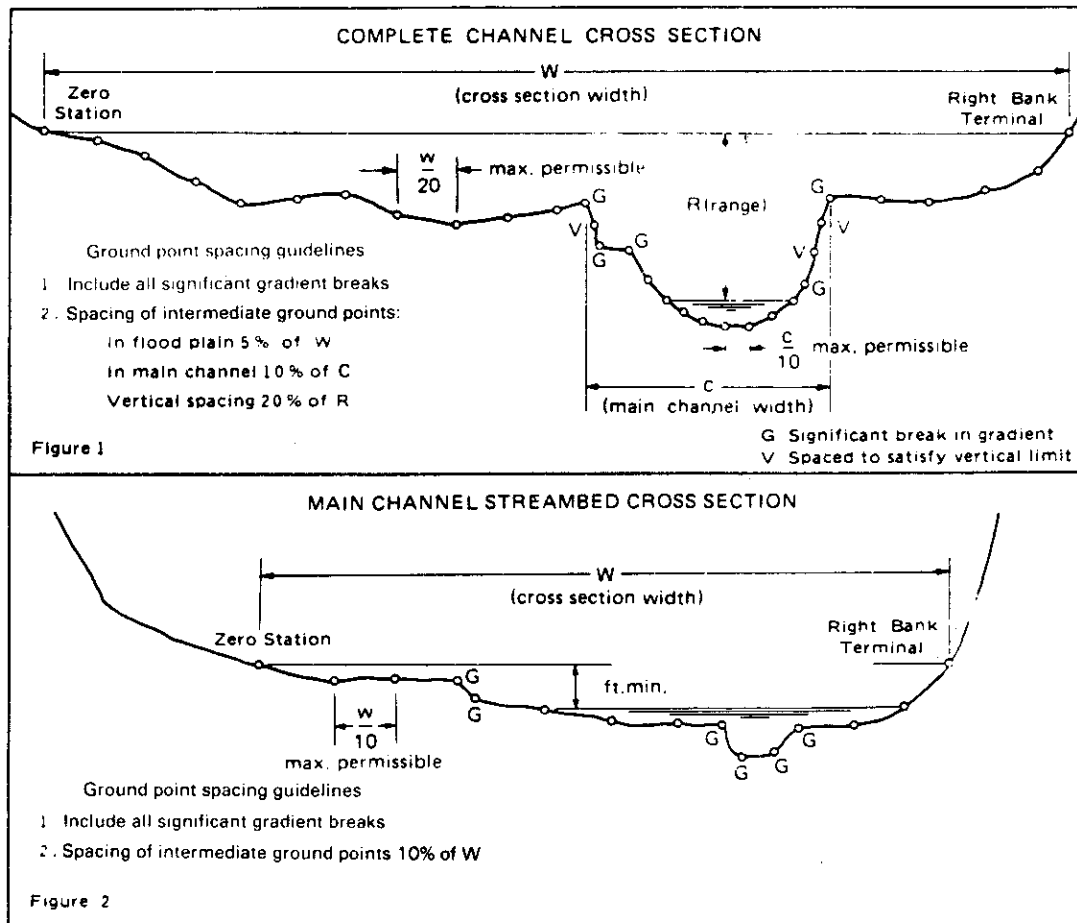 COMPLETE CHANNEL CROSS SECTION
W
(cross section width)
Zero
Station
Right Bank
Terminal
W
20
max. permissible
G
G
R(range)
V
G
G
V
V
G
C
10
max. permissible
C
(main channel width)
Ground point spacing guidelines
1 Include all significant gradient breaks
2. Spacing of intermediate ground points:
In flood plain 5% of W
In main channel 10% of C
Vertical spacing 20% of R
Figure 1
G Significant break in gradient
V Spaced to satisfy vertical limit
MAIN CHANNEL STREAMBED CROSS SECTION
W
(cross section width)
Zero Station
Right Bank
Terminal
G
G
ft.min.
W
10
max. permissible
G
G
G
G
Ground point spacing guidelines
1 Include all significant gradient breaks
2. Spacing of intermediate ground points 10% of W
Figure 2